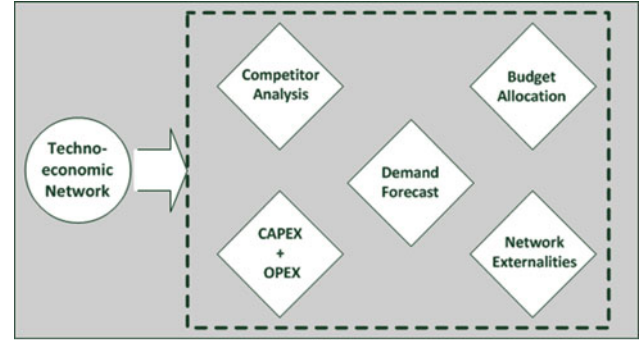 Techno-
economic
Network
Competitor
Analysis
Budget
Allocation
Demand
Forecast
CAPEX
+
OPEX
Network
Externalities